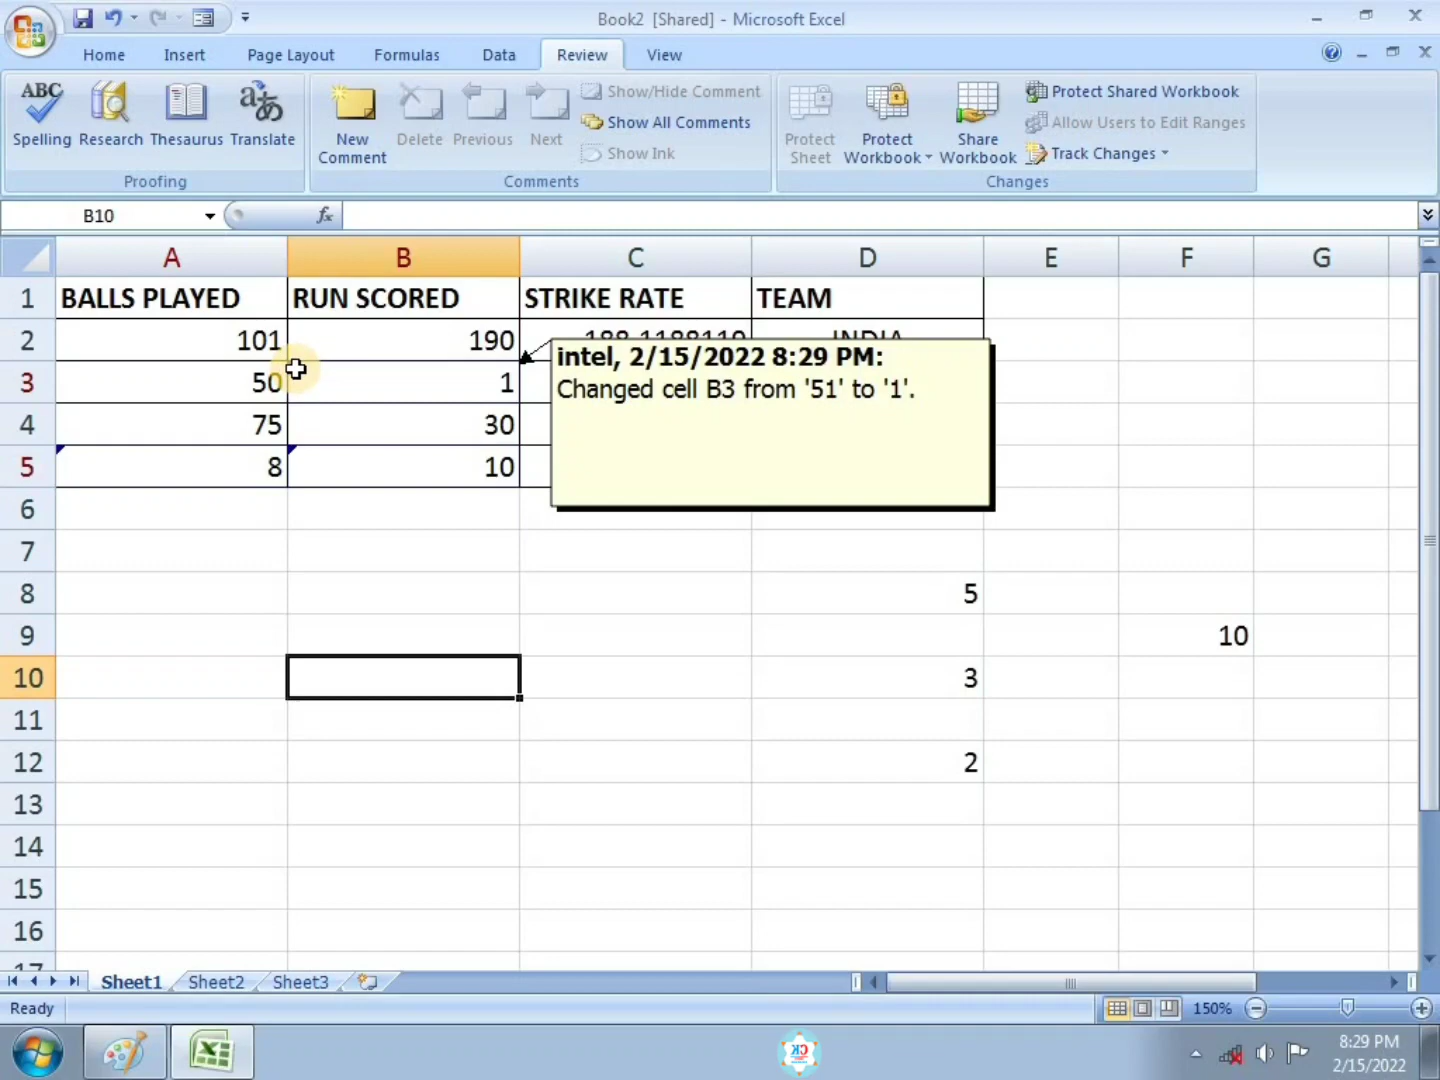 Book2 [Shared] - Microsoft Excel
Home Insert Page Layout Formulas Data Review View
ABC
Spelling Research Thesaurus Translate
Proofing
New Comment Delete Previous Next
Show/Hide Comment
Show All Comments
Show Ink
Comments
Protect Sheet Protect Workbook Share Workbook
Protect Shared Workbook
Allow Users to Edit Ranges
Track Changes
Changes
B10 fx
A B C D E F G
1 BALLS PLAYED RUN SCORED STRIKE RATE TEAM
2 101 190 188.1188119 INDIA
intel, 2/15/2022 8:29 PM:
Changed cell B3 from '51' to '1'.
3 50 1
4 75 30
5 8 10
6
7
8 5
9 10
10 3
11
12 2
13
14
15
16
17
Sheet1 Sheet2 Sheet3
Ready 150%
8:29 PM
2/15/2022